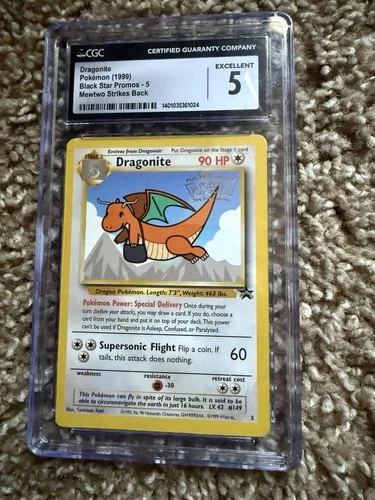 CGC
CERTIFIED GUARANTY COMPANY
Dragonite
Pokémon (1999)
Black Star Promos - 5
Mewtwo Strikes Back
EXCELLENT
5
1401035361024
STAGE 2
Evolves from Dragonair
Put Dragonite on the Stage 1 card
Dragonite
90 HP
Dragon Pokémon. Length: 7'3", Weight: 463 lbs.
Pokémon Power: Special Delivery Once during your
turn (before your attack), you may draw a card. If you do, choose a
card from your hand and put it on top of your deck. This power
can't be used if Dragonite is Asleep, Confused, or Paralyzed.
Supersonic Flight Flip a coin. If
tails, this attack does nothing.
60
weakness
resistance
retreat cost
-30
This Pokémon can fly in spite of its large bulk. It is said to be
able to circumnavigate the earth in just 16 hours. LV. 43 #149
5